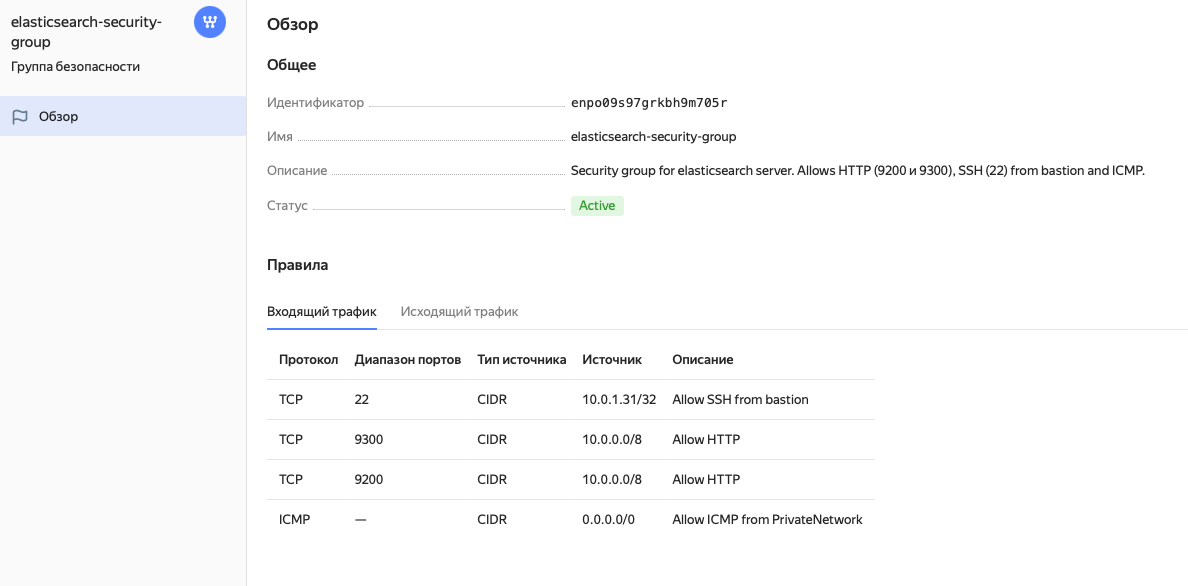 elasticsearch-security-
group
Группа безопасности
Обзор
Обзор
Общее
Идентификатор enpo09s97grkbh9m705r
Имя elasticsearch-security-group
Описание Security group for elasticsearch server. Allows HTTP (9200 и 9300), SSH (22) from bastion and ICMP.
Статус Active
Правила
Входящий трафик Исходящий трафик
Протокол Диапазон портов Тип источника Источник Описание
TCP 22 CIDR 10.0.1.31/32 Allow SSH from bastion
TCP 9300 CIDR 10.0.0.0/8 Allow HTTP
TCP 9200 CIDR 10.0.0.0/8 Allow HTTP
ICMP — CIDR 0.0.0.0/0 Allow ICMP from PrivateNetwork